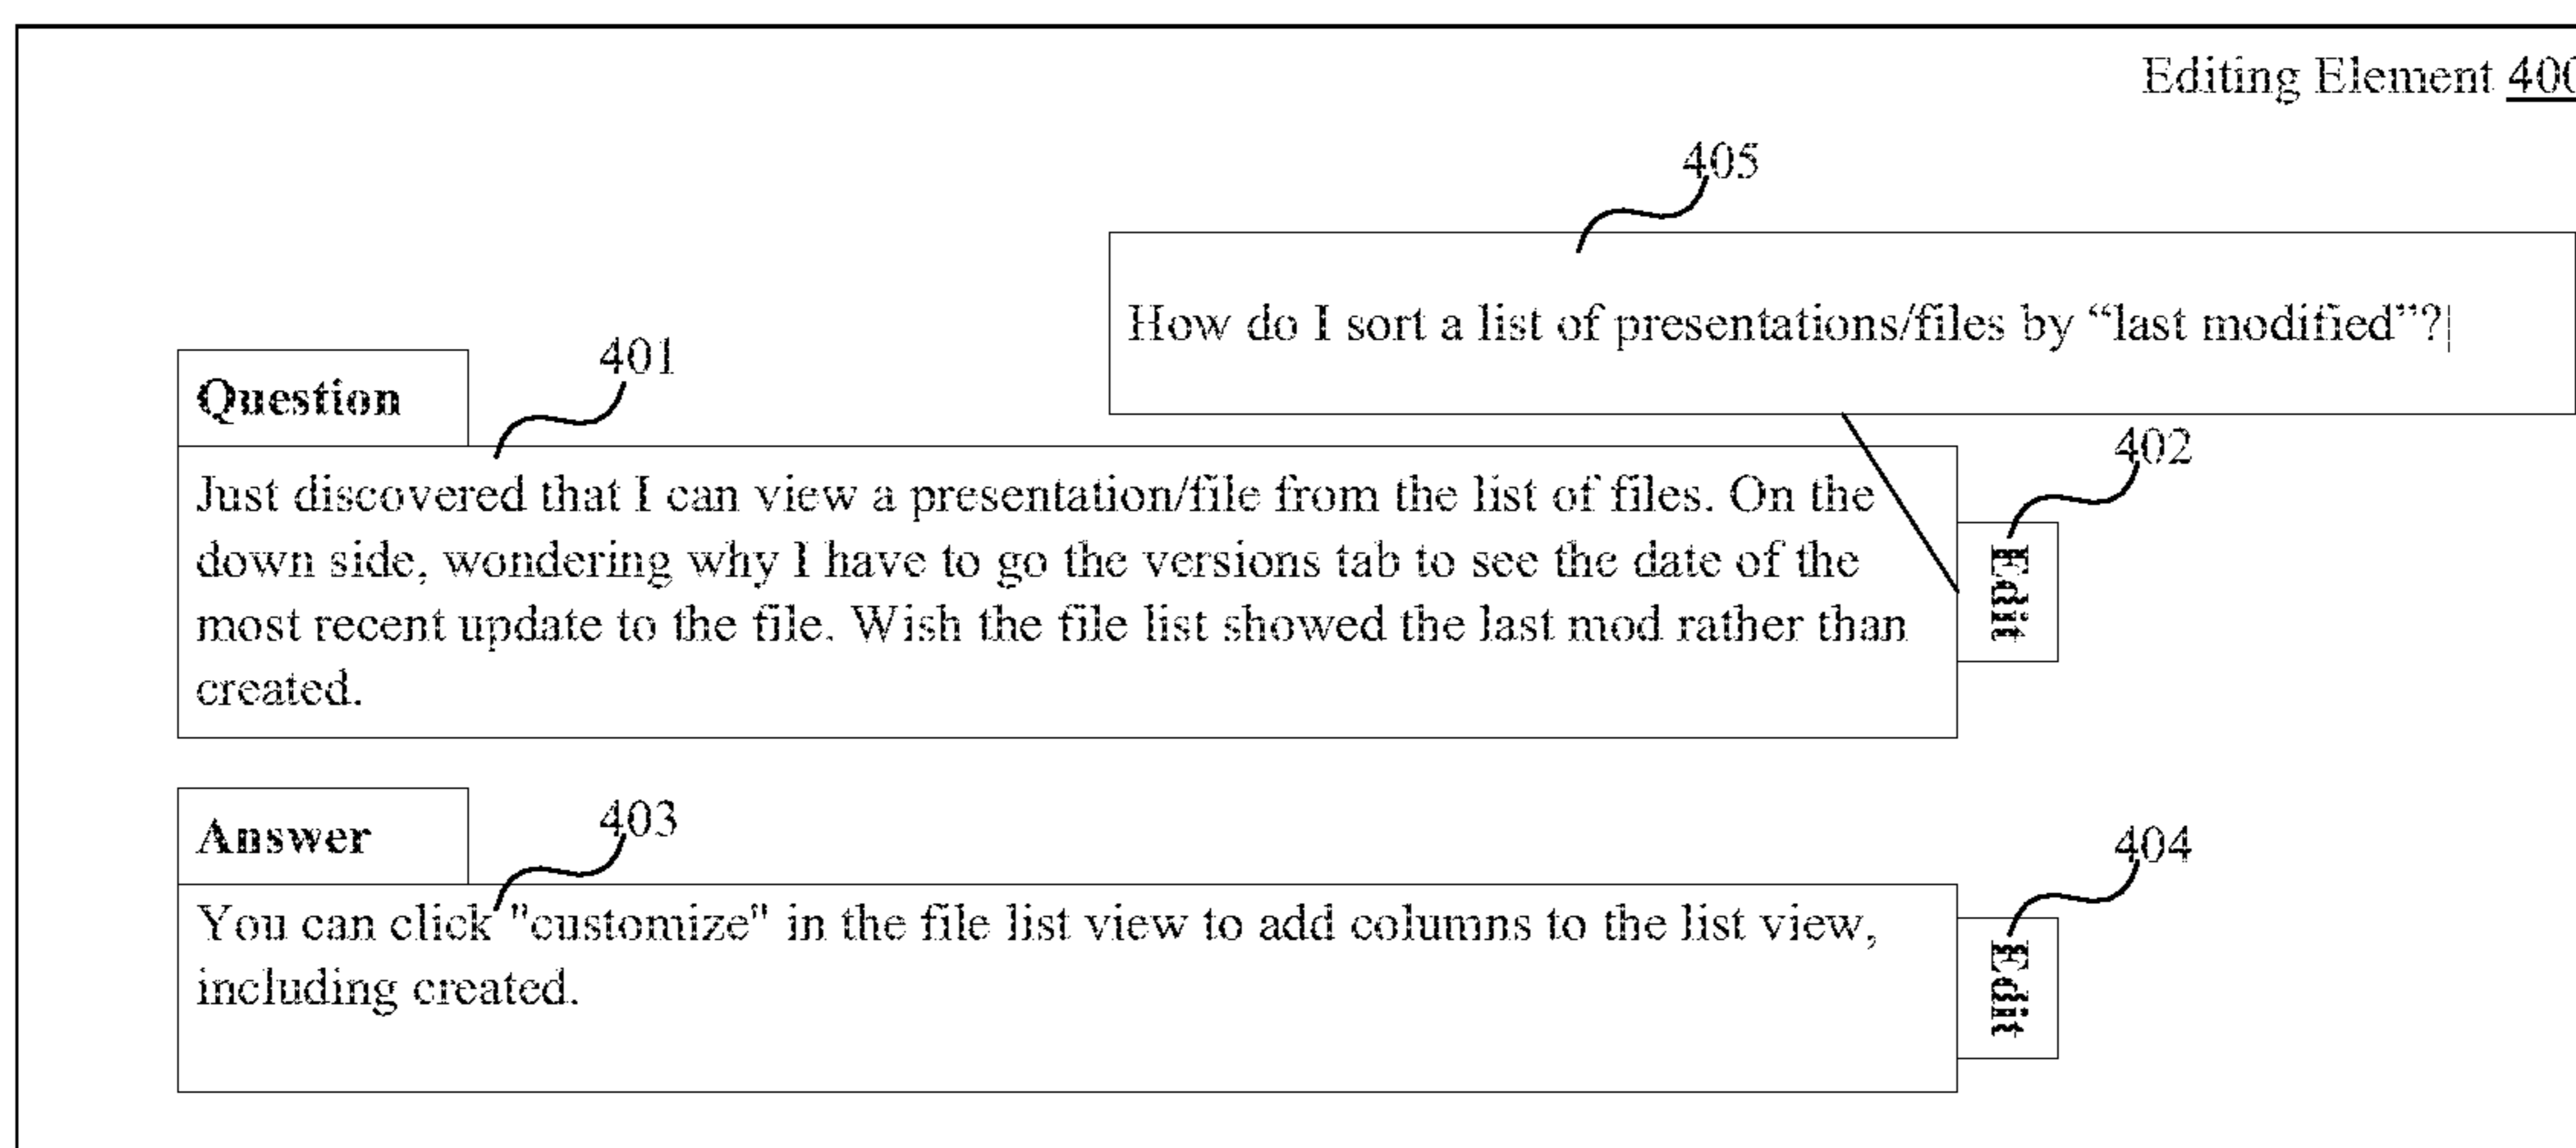 Editing Element 400
405
How do I sort a list of presentations/files by “last modified”?
401
Question
402
Just discovered that I can view a presentation/file from the list of files. On the
down side, wondering why I have to go the versions tab to see the date of the
most recent update to the file. Wish the file list showed the last mod rather than
created.
Edit
403
Answer
404
You can click "customize" in the file list view to add columns to the list view,
including created.
Edit